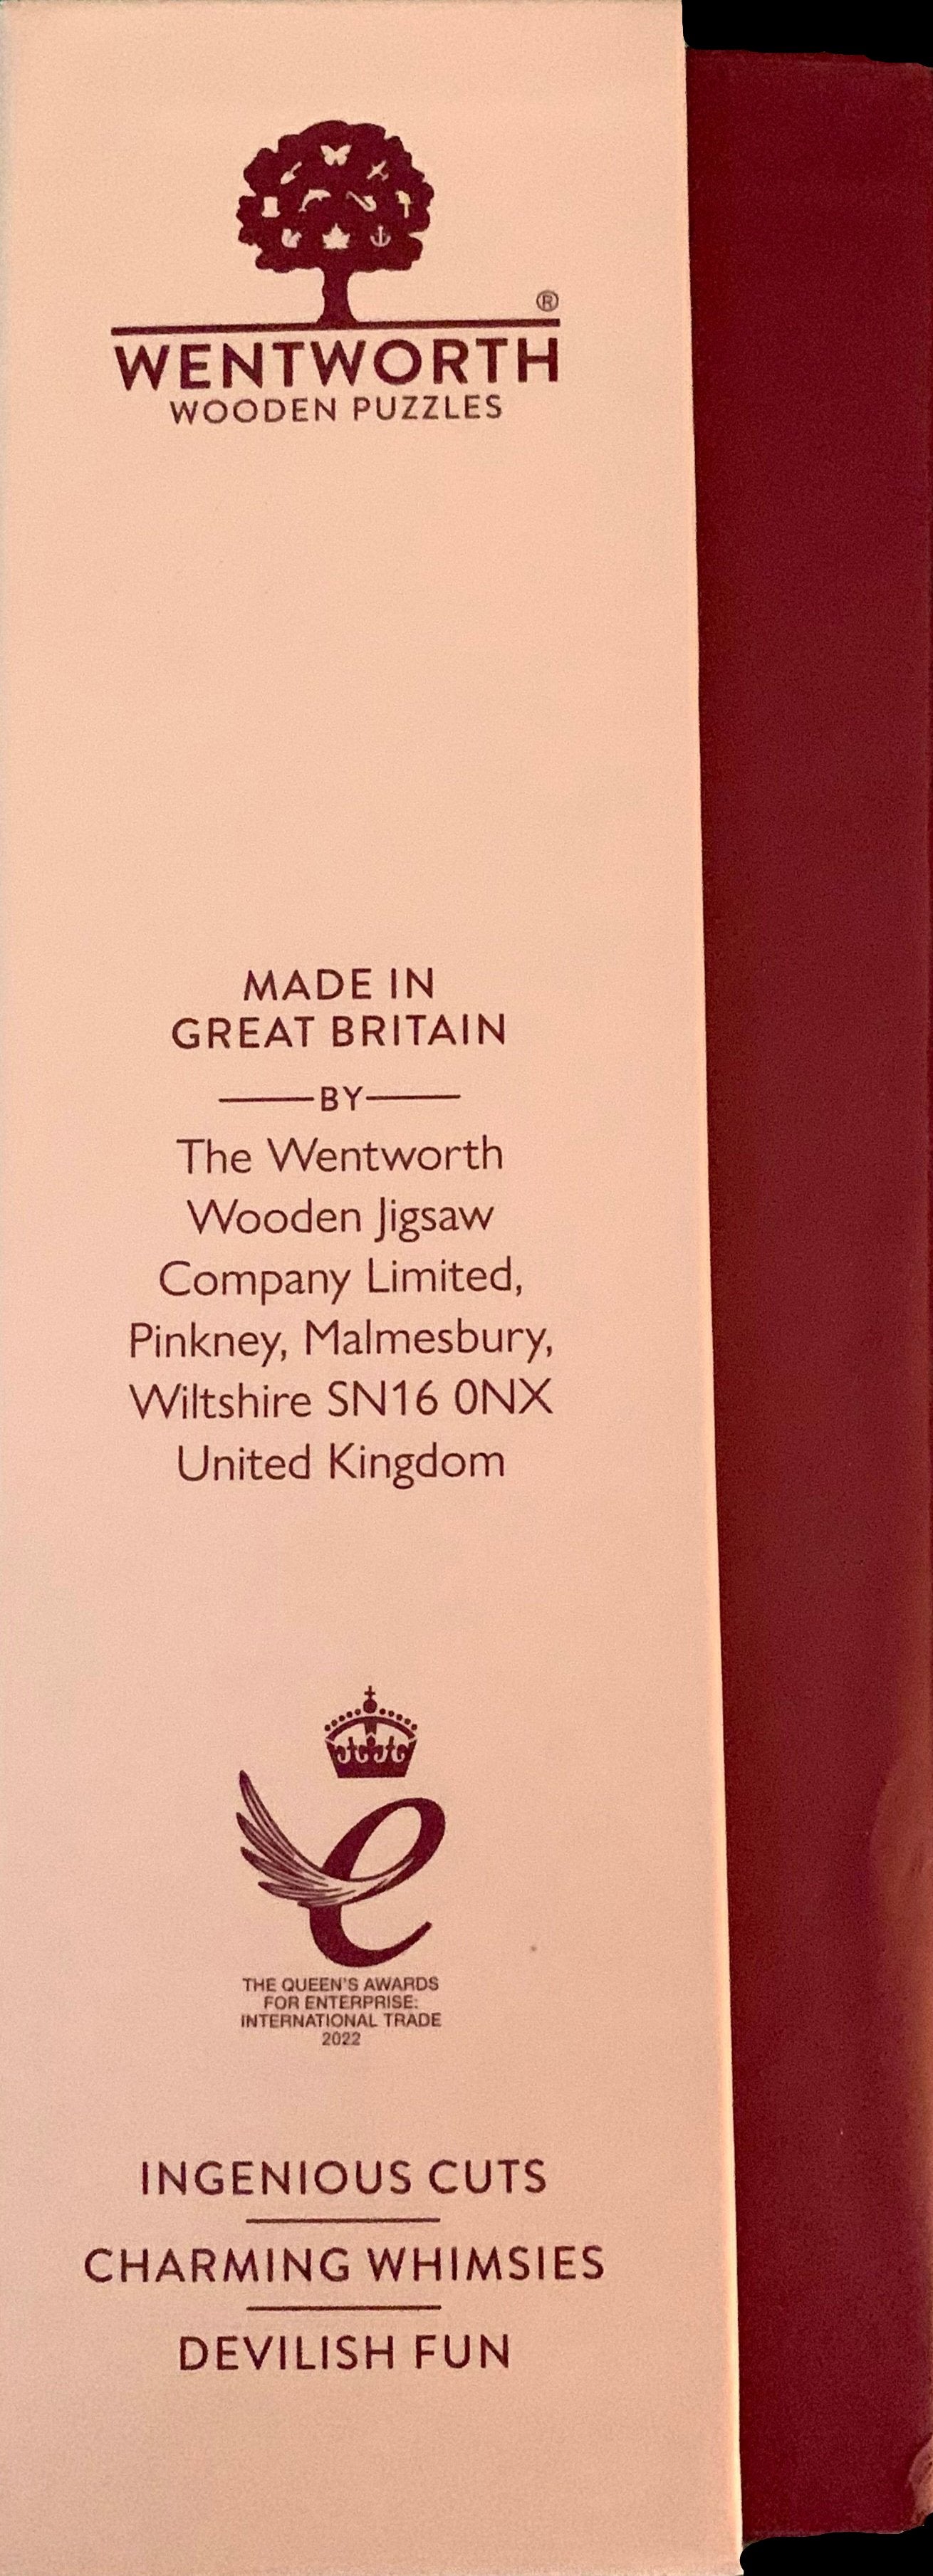 ®
WENTWORTH
WOODEN PUZZLES
MADE IN
GREAT BRITAIN
BY
The Wentworth
Wooden Jigsaw
Company Limited,
Pinkney, Malmesbury,
Wiltshire SN16 0NX
United Kingdom
e
THE QUEEN'S AWARDS
FOR ENTERPRISE:
INTERNATIONAL TRADE
2022
INGENIOUS CUTS
CHARMING WHIMSIES
DEVILISH FUN